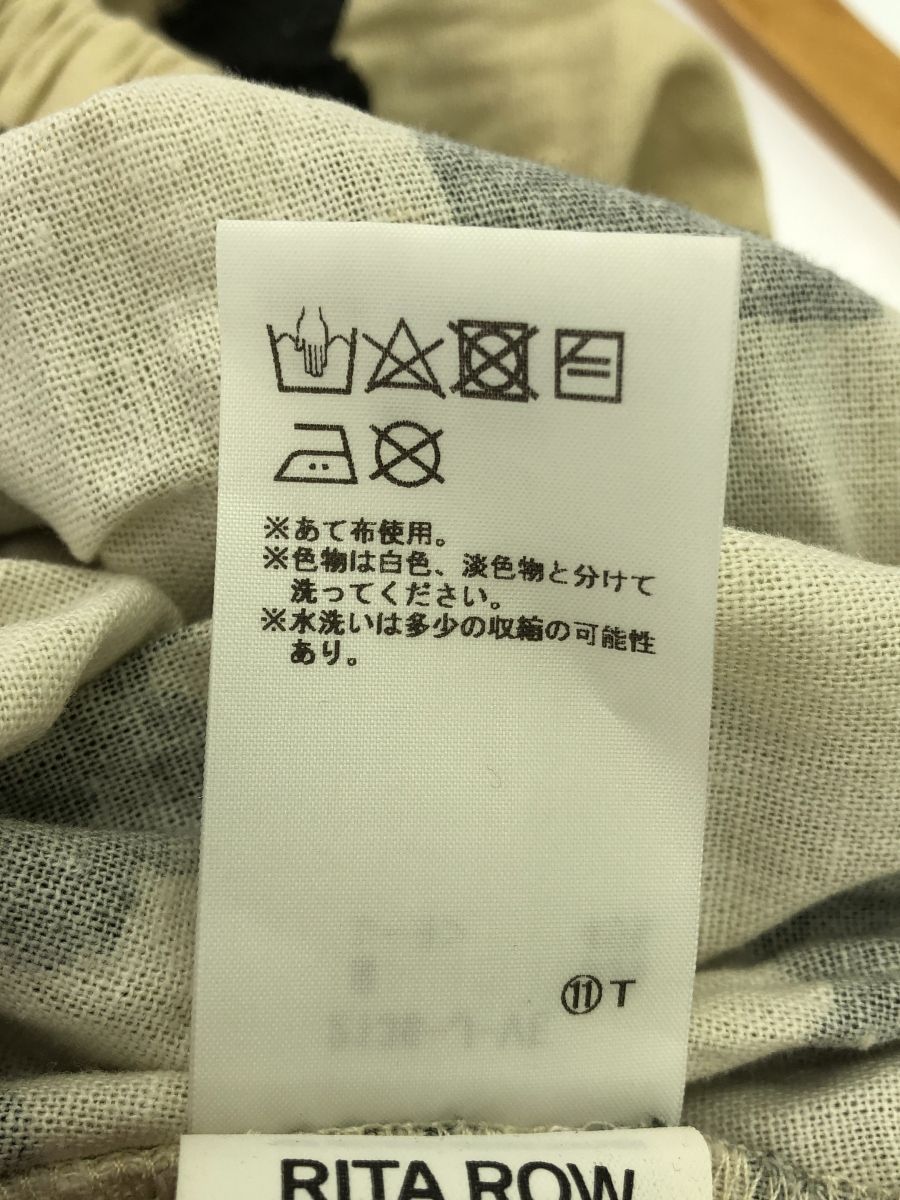 ※あて布使用。
※色物は白色、淡色物と分けて
洗ってください。
※水洗いは多少の収縮の可能性
あり。
⑪T
RITA ROW